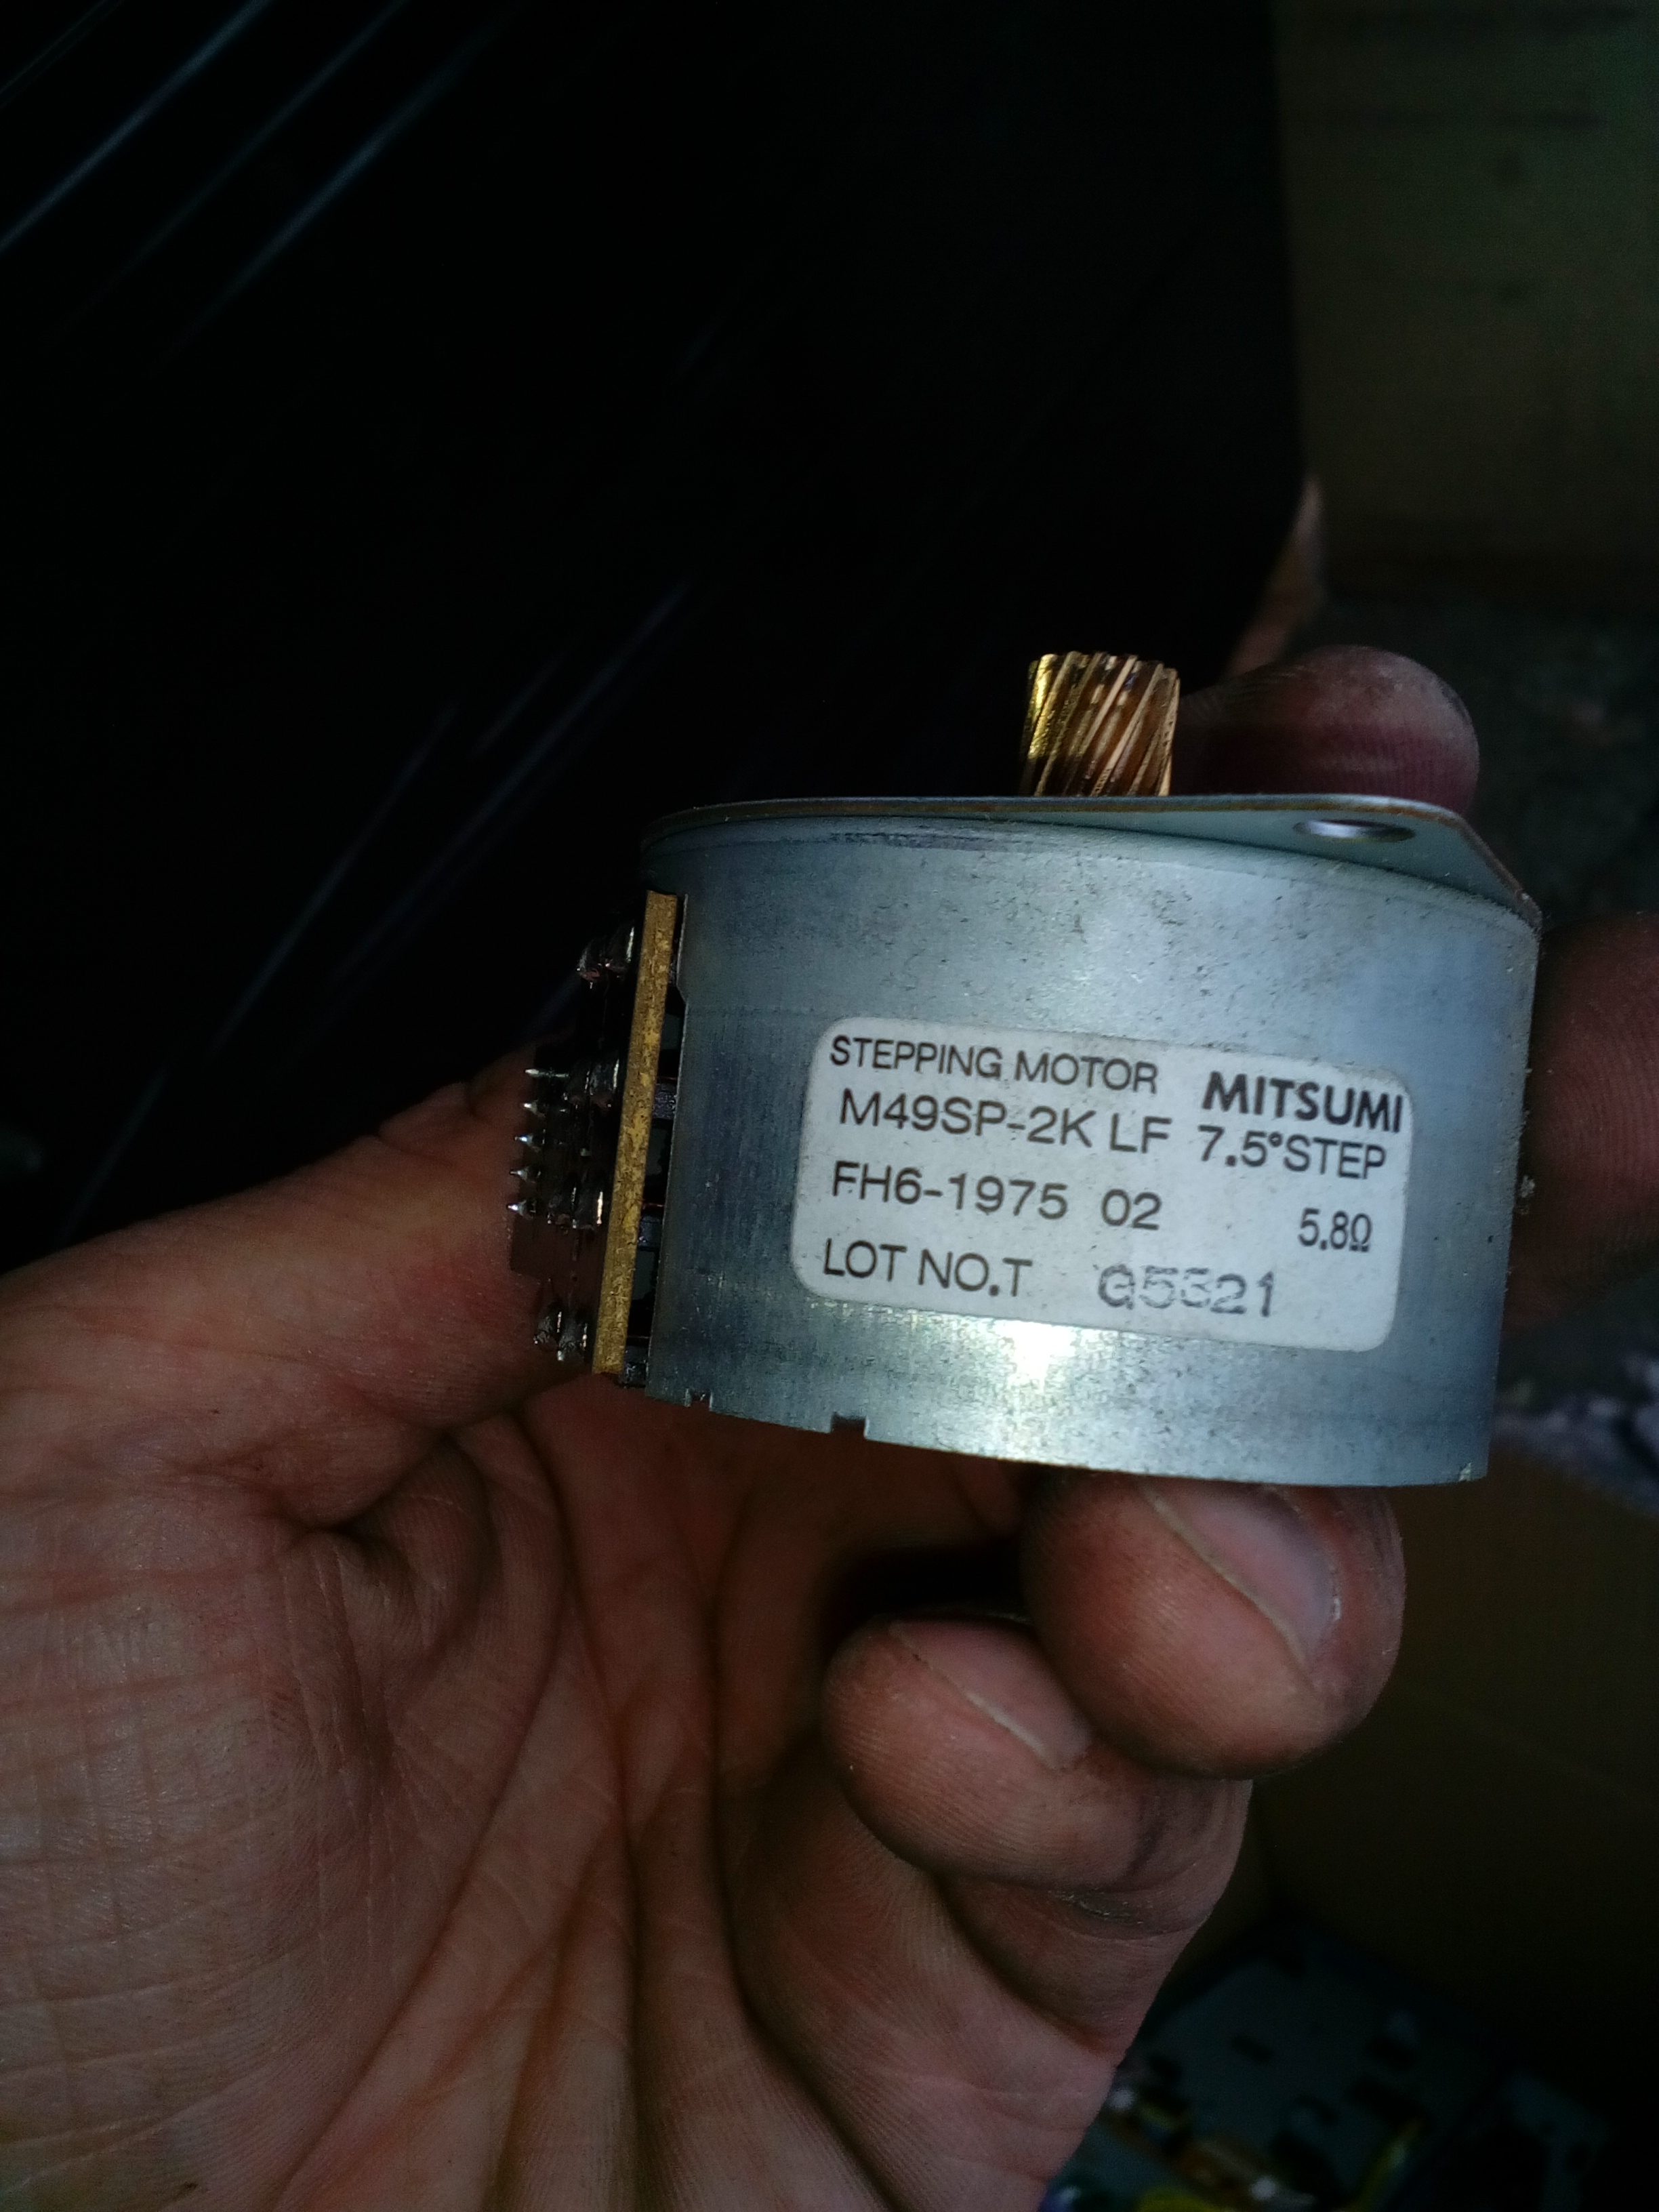 STEPPING MOTOR MITSUMI
M49SP-2K LF 7.5°STEP
FH6-1975 02 5.8Ω
LOT NO.T G5321